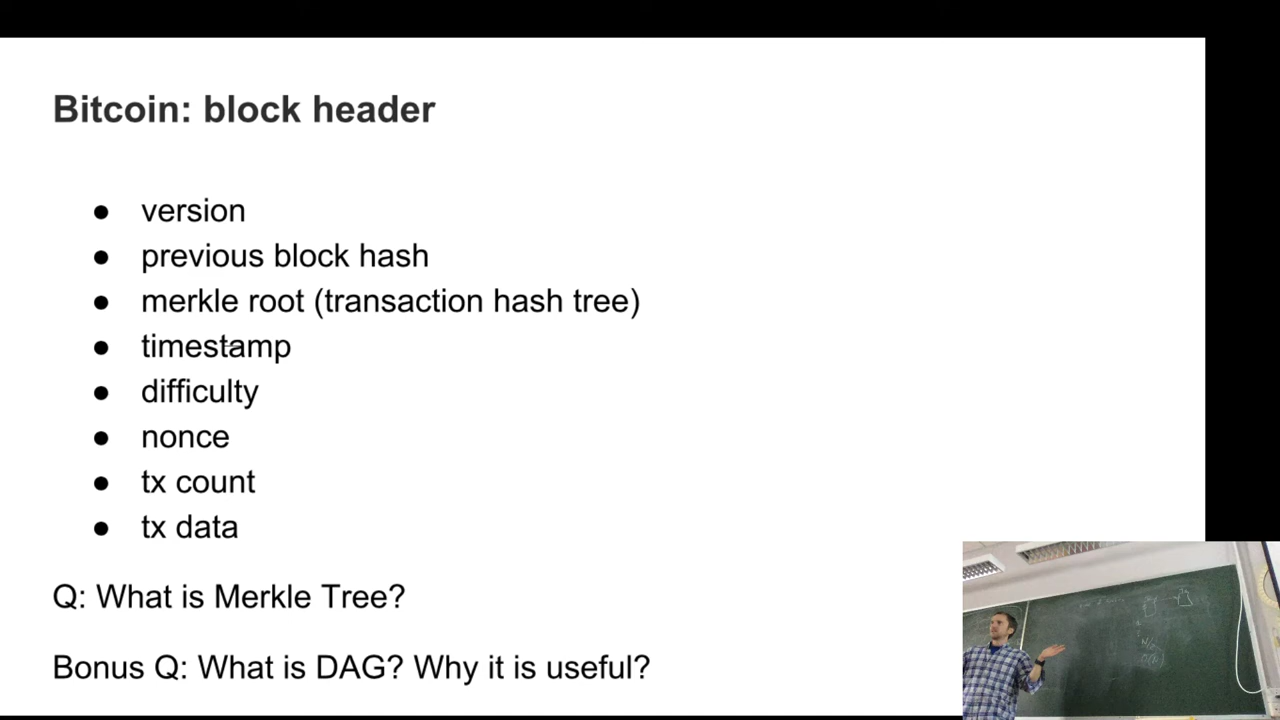 Bitcoin: block header
● version
● previous block hash
● merkle root (transaction hash tree)
● timestamp
● difficulty
● nonce
● tx count
● tx data
Q: What is Merkle Tree?
Bonus Q: What is DAG? Why it is useful?